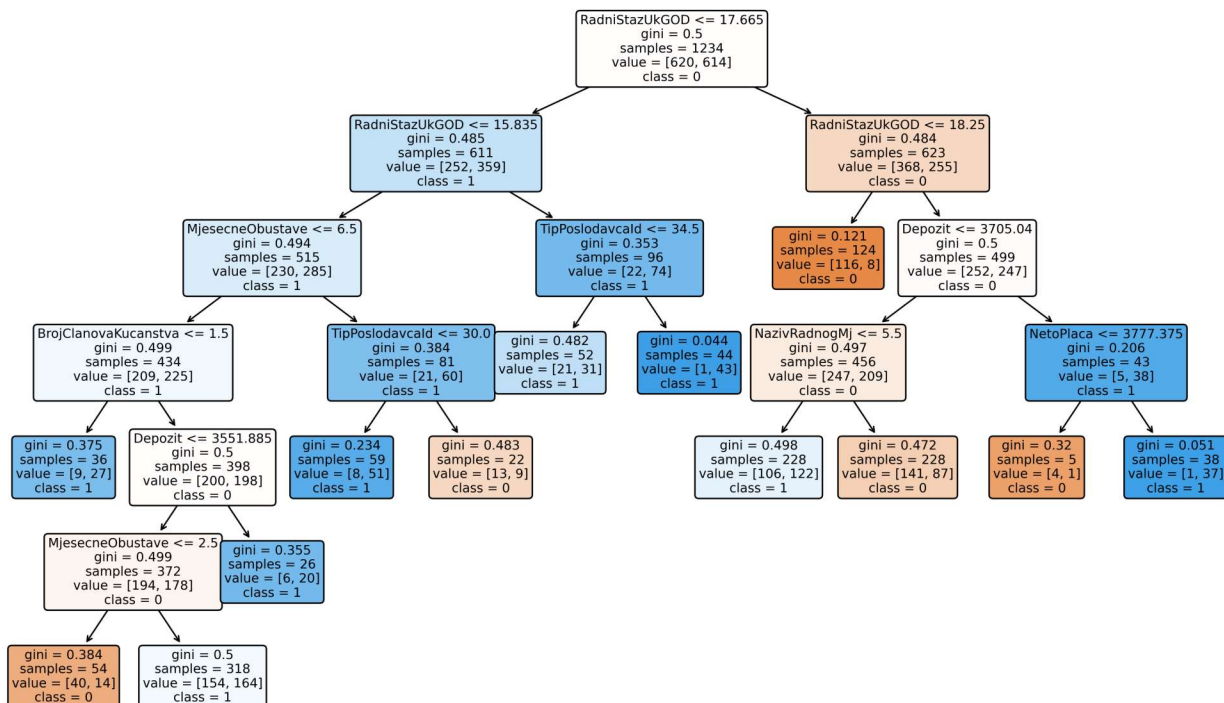 RadniStazUkGOD <= 17.665
gini = 0.5
samples = 1234
value = [620, 614]
class = 0
RadniStazUkGOD <= 15.835
gini = 0.485
samples = 611
value = [252, 359]
class = 1
RadniStazUkGOD <= 18.25
gini = 0.484
samples = 623
value = [368, 255]
class = 0
MjesecneObustave <= 6.5
gini = 0.494
samples = 515
value = [230, 285]
class = 1
TipPoslodavcaId <= 34.5
gini = 0.353
samples = 96
value = [22, 74]
class = 1
gini = 0.121
samples = 124
value = [116, 8]
class = 0
Depozit <= 3705.04
gini = 0.5
samples = 499
value = [252, 247]
class = 0
BrojClanovaKucanstva <= 1.5
gini = 0.499
samples = 434
value = [209, 225]
class = 1
TipPoslodavcaId <= 30.0
gini = 0.384
samples = 81
value = [21, 60]
class = 1
gini = 0.482
samples = 52
value = [21, 31]
class = 1
gini = 0.044
samples = 44
value = [1, 43]
class = 1
NazivRadnogMj <= 5.5
gini = 0.497
samples = 456
value = [247, 209]
class = 0
NetoPlaca <= 3777.375
gini = 0.206
samples = 43
value = [5, 38]
class = 1
gini = 0.375
samples = 36
value = [9, 27]
class = 1
Depozit <= 3551.885
gini = 0.5
samples = 398
value = [200, 198]
class = 0
gini = 0.234
samples = 59
value = [8, 51]
class = 1
gini = 0.483
samples = 22
value = [13, 9]
class = 0
gini = 0.498
samples = 228
value = [106, 122]
class = 1
gini = 0.472
samples = 228
value = [141, 87]
class = 0
gini = 0.32
samples = 5
value = [4, 1]
class = 0
gini = 0.051
samples = 38
value = [1, 37]
class = 1
MjesecneObustave <= 2.5
gini = 0.499
samples = 372
value = [194, 178]
class = 0
gini = 0.355
samples = 26
value = [6, 20]
class = 1
gini = 0.384
samples = 54
value = [40, 14]
class = 0
gini = 0.5
samples = 318
value = [154, 164]
class = 1